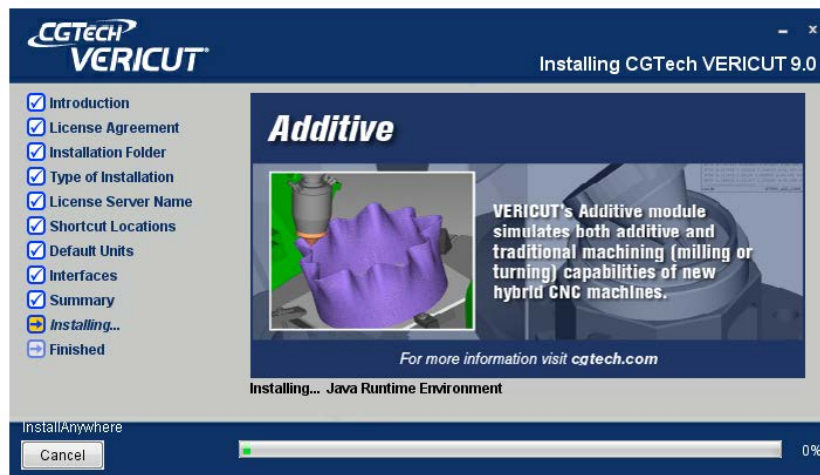 CGTECH
VERICUT
Installing CGTech VERICUT 9.0
Introduction
License Agreement
Installation Folder
Type of Installation
License Server Name
Shortcut Locations
Default Units
Interfaces
Summary
Installing...
Finished
Additive
VERICUT's Additive module
simulates both additive and
traditional machining (milling or
turning) capabilities of new
hybrid CNC machines.
For more information visit cgtech.com
Installing... Java Runtime Environment
InstallAnywhere
Cancel
0%